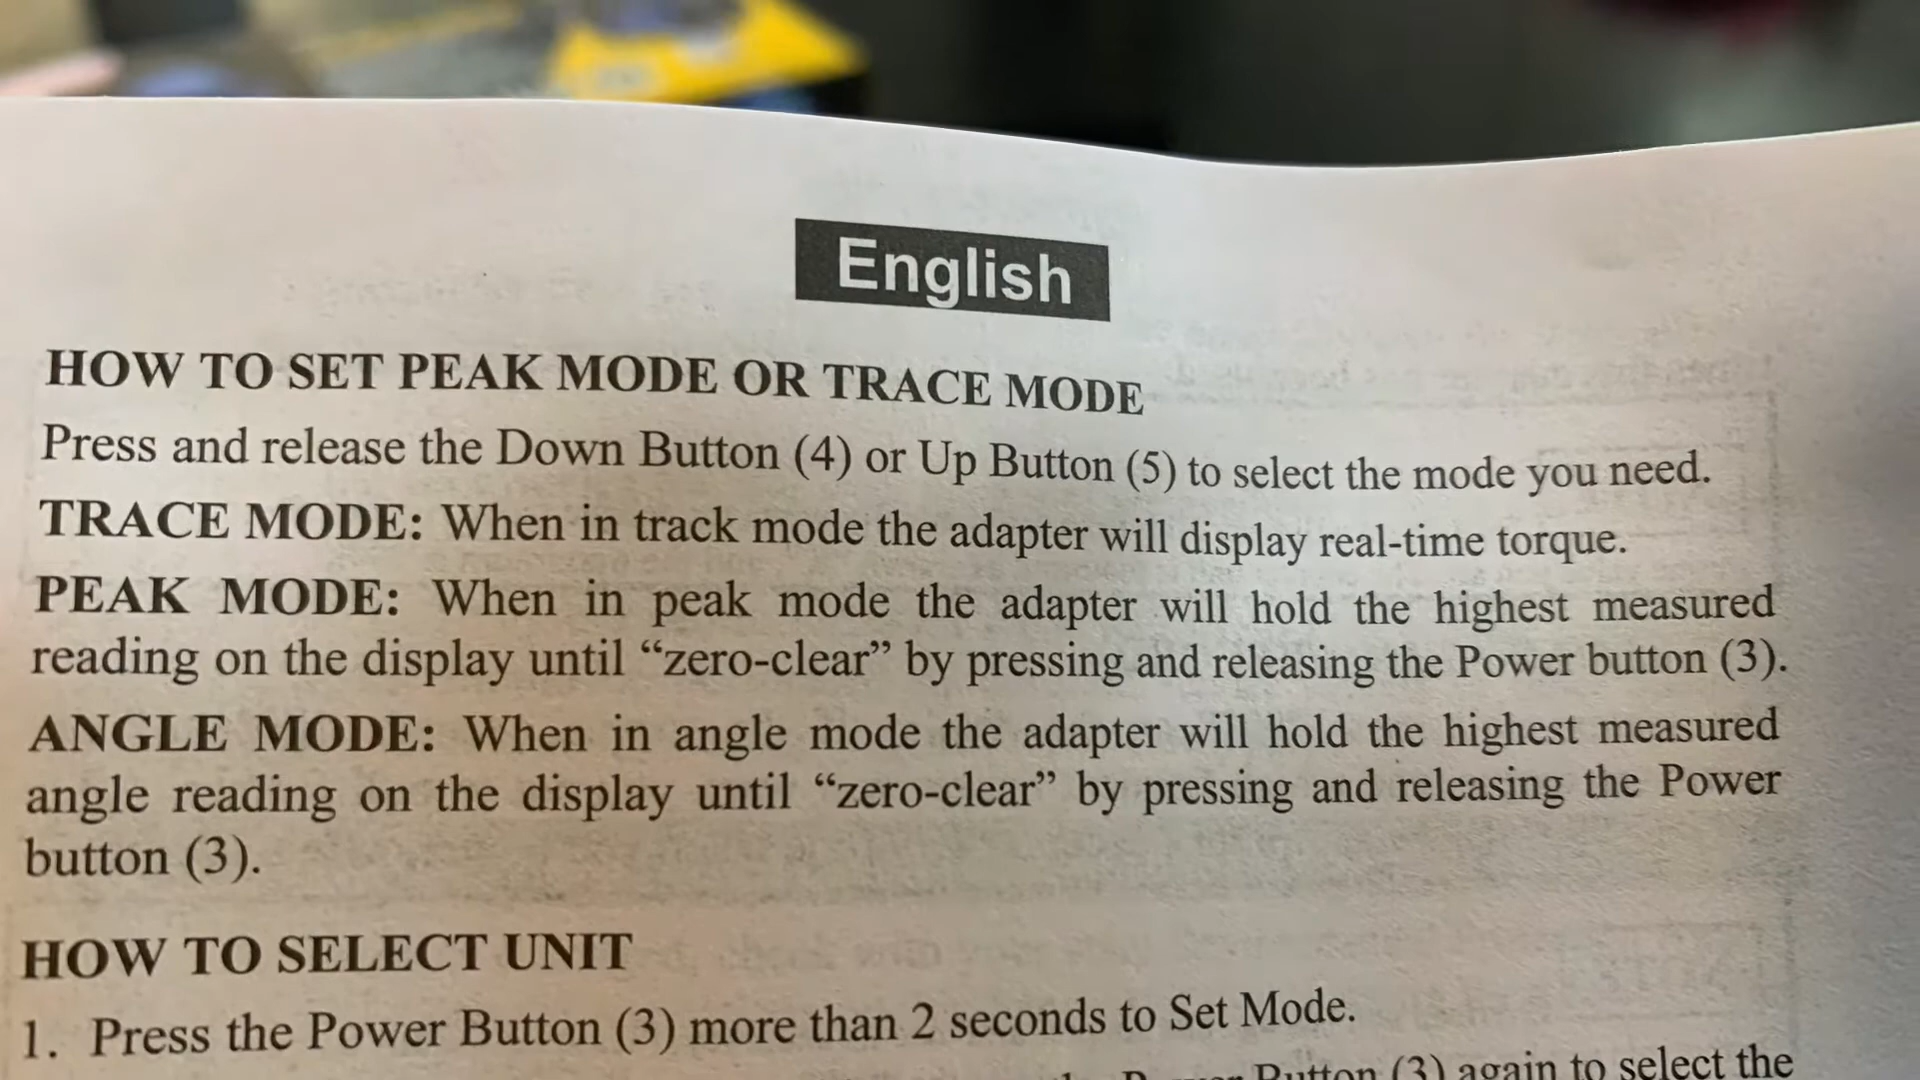 English
HOW TO SET PEAK MODE OR TRACE MODE
Press and release the Down Button (4) or Up Button (5) to select the mode you need.
TRACE MODE: When in track mode the adapter will display real-time torque.
PEAK MODE: When in peak mode the adapter will hold the highest measured
reading on the display until “zero-clear” by pressing and releasing the Power button (3).
ANGLE MODE: When in angle mode the adapter will hold the highest measured
angle reading on the display until “zero-clear” by pressing and releasing the Power
button (3).
HOW TO SELECT UNIT
1. Press the Power Button (3) more than 2 seconds to Set Mode.
Button (3) again to select the